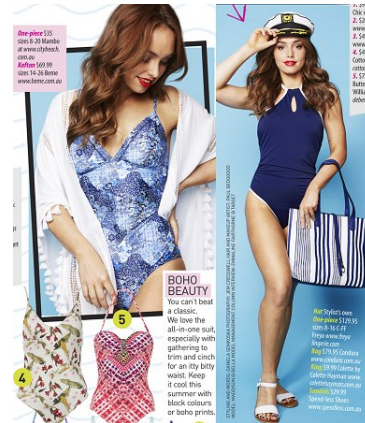 One-piece $35
sizes 8-20 Mambo
at www.citybeach.
com.au
Kaftan $69.99
sizes 14-26 Beme
www.beme.com.au
BOHO
BEAUTY
You can't beat
a classic.
We love the
all-in-one suit,
especially with
gathering to
trim and cinch
for an itty bitty
waist. Keep
it cool this
summer with
block colours
or boho prints.
4
5
Hat Stylist's own
One-piece $129.95
sizes 8-16 C-FF
Freya www.freya
lingerie.com
Bag $79.95 Condura
www.condura.com.au
Ring $9.99 Colette by
Colette Hayman www.
colettehayman.com.au
Sandals $29.99
Spend-less Shoes
www.spendless.com.au